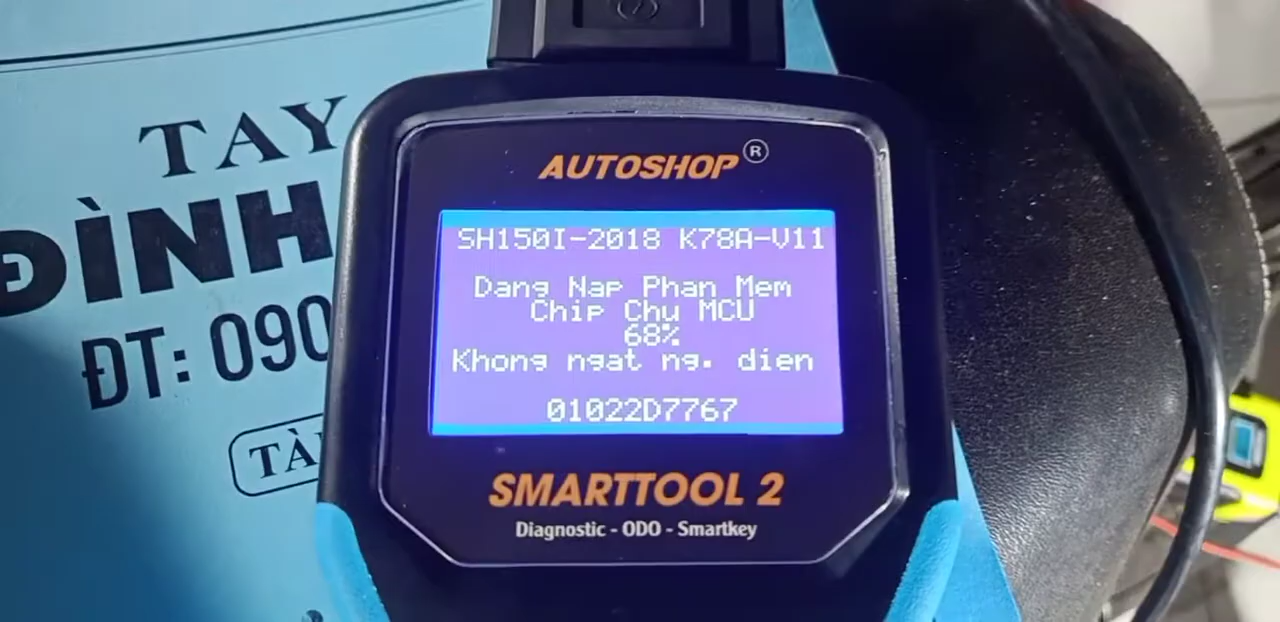 TAY
ĐÌNH
ĐT: 090
TÀ
AUTOSHOP®
SH150I-2018 K78A-V11
Dang Nap Phan Mem
Chip Chu MCU
68%
Khong ngat ng. dien
01022D7767
SMARTTOOL 2
Diagnostic - ODO - Smartkey